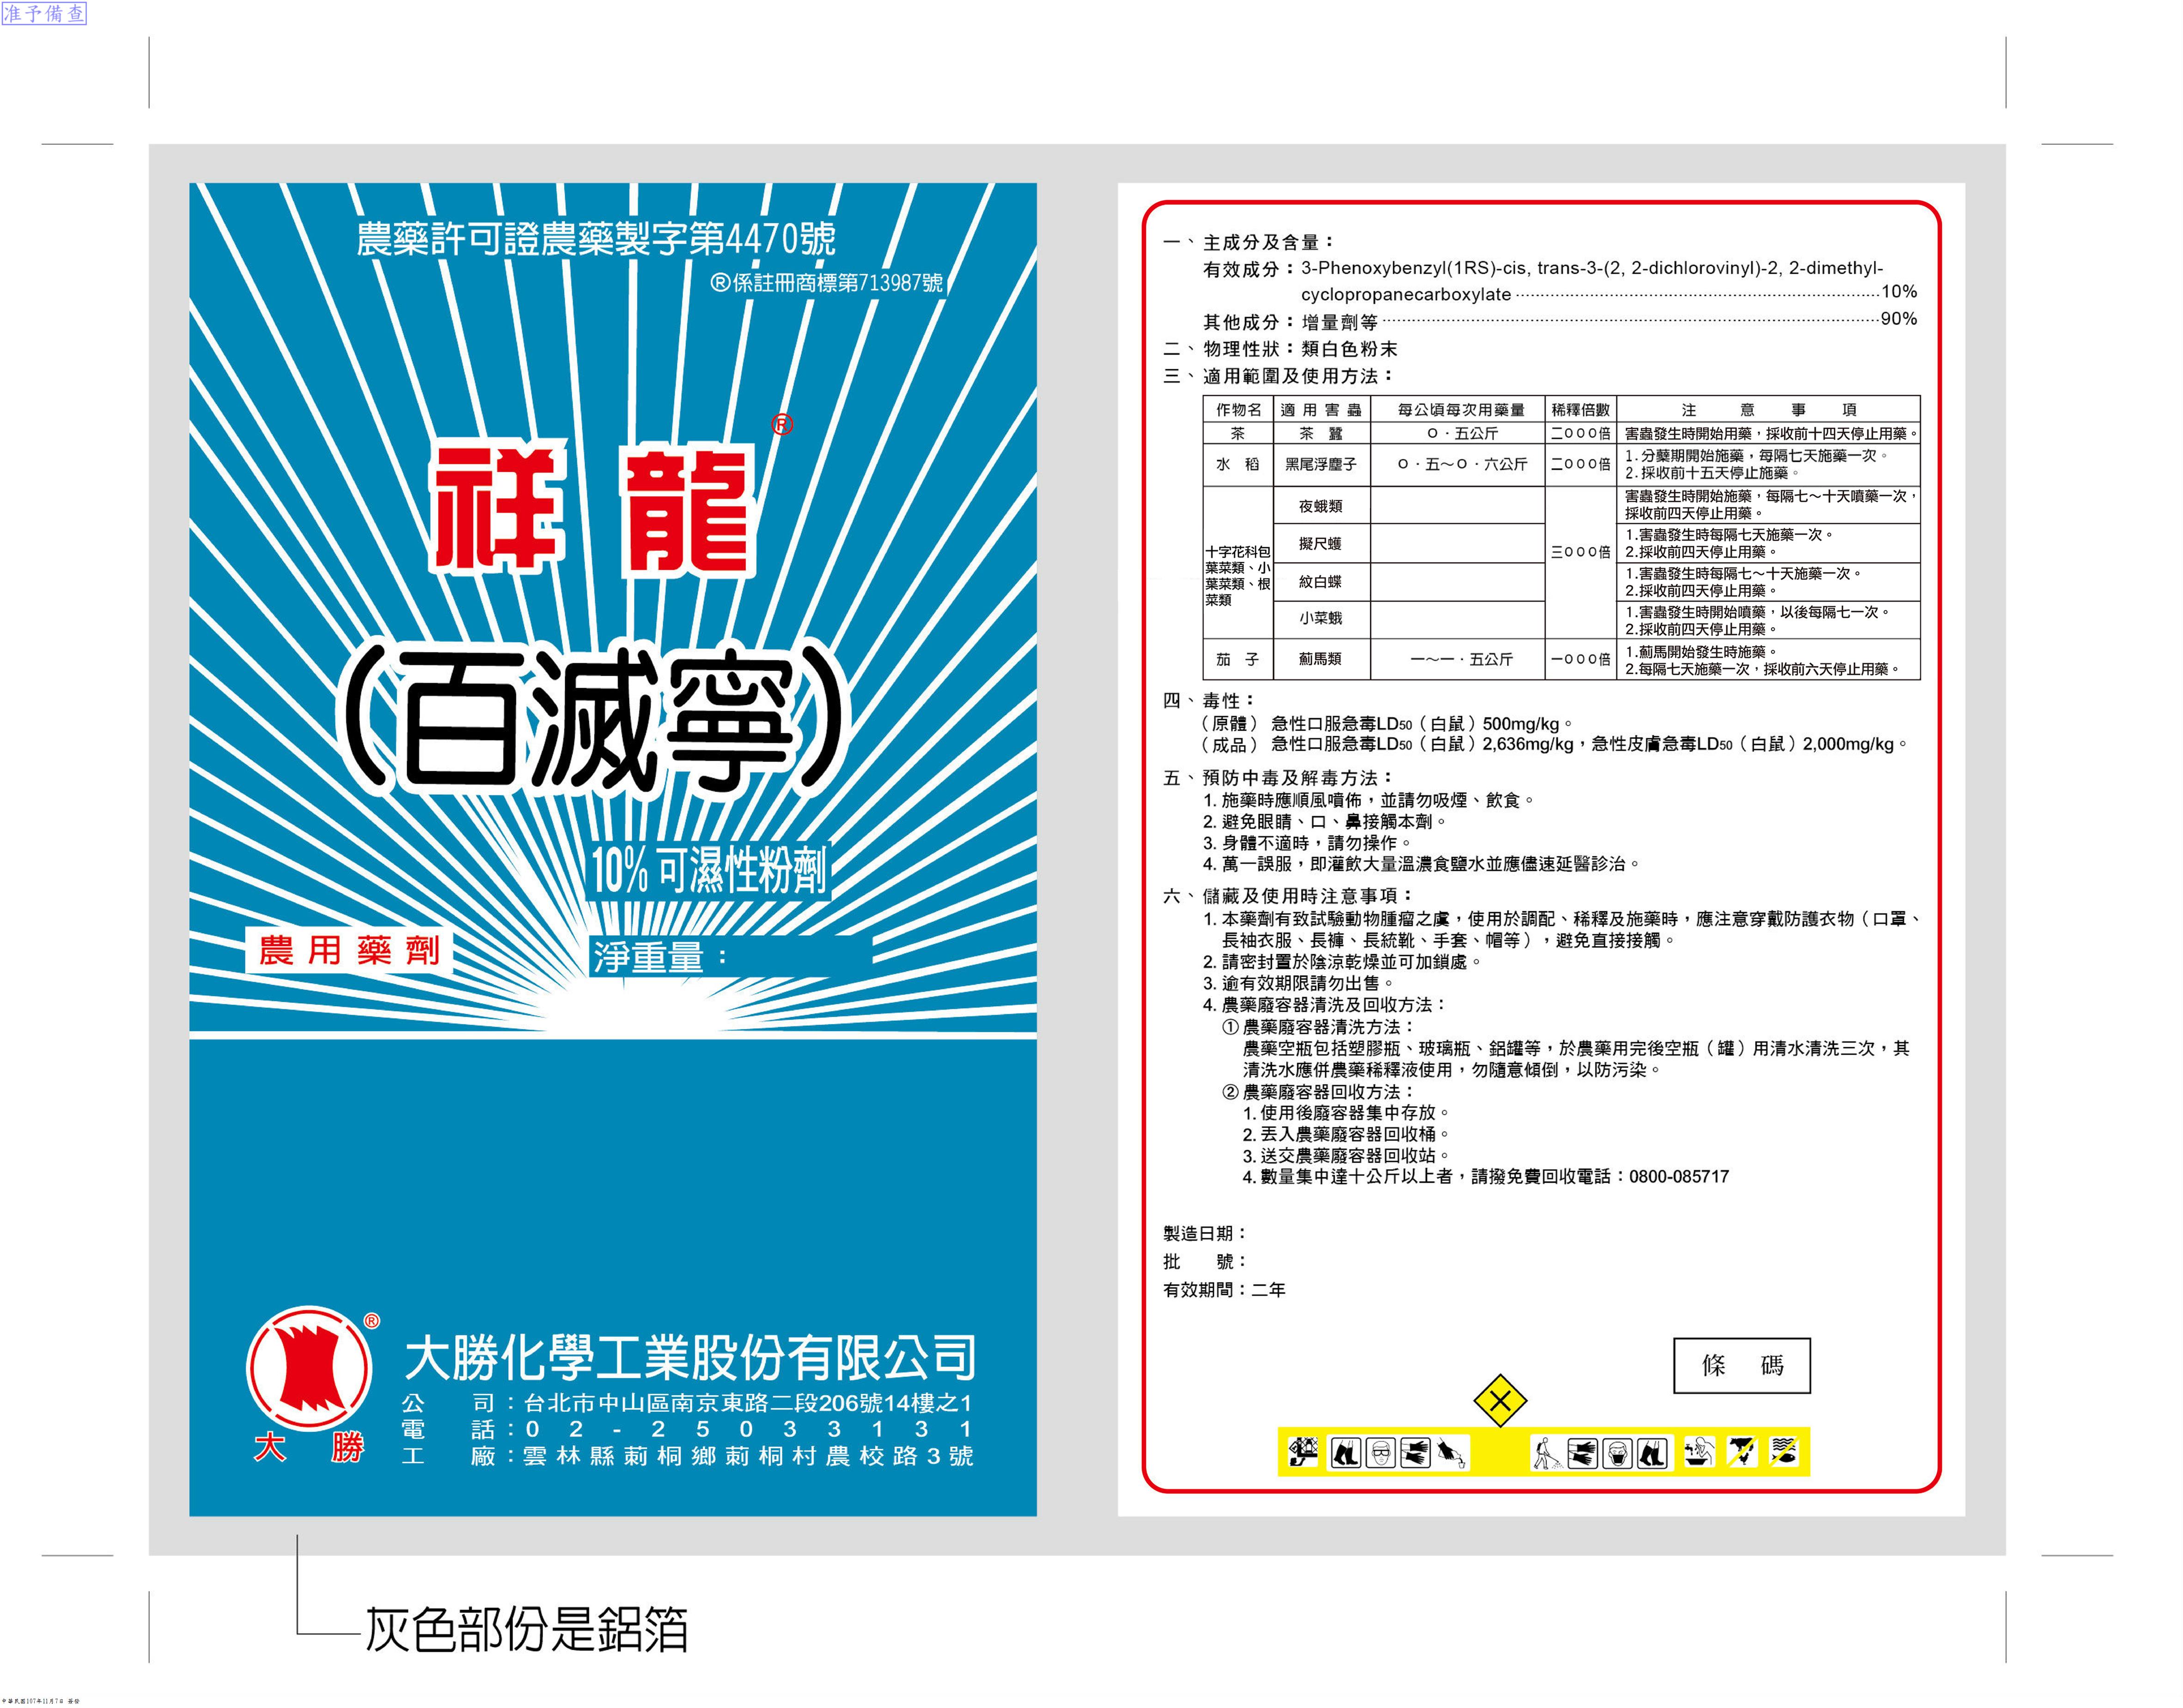 准予備查
農藥許可證農藥製字第4470號
®係註冊商標第713987號
®
祥龍
(百滅寧)
10%可濕性粉劑
農用藥劑
淨重量：
®
大勝
大勝化學工業股份有限公司
公司：台北市中山區南京東路二段206號14樓之1
電話：02-25033131
工廠：雲林縣莿桐鄉莿桐村農校路3號
一、主成分及含量：
有效成分：3-Phenoxybenzyl(1RS)-cis, trans-3-(2, 2-dichlorovinyl)-2, 2-dimethyl-
cyclopropanecarboxylate 10%
其他成分：增量劑等 90%
二、物理性狀：類白色粉末
三、適用範圍及使用方法：
作物名 適用害蟲 每公頃每次用藥量 稀釋倍數 注意事項
茶 茶蠶 ○．五公斤 二○○○倍 害蟲發生時開始用藥，採收前十四天停止用藥。
水稻 黑尾浮塵子 ○．五～○．六公斤 二○○○倍 1.分蘗期開始施藥，每隔七天施藥一次。
2.採收前十五天停止施藥。
十字花科包
葉菜類、小
葉菜類、根
菜類
夜蛾類 三○○○倍 害蟲發生時開始施藥，每隔七～十天噴藥一次，
採收前四天停止用藥。
擬尺蠖 1.害蟲發生時每隔七天施藥一次。
2.採收前四天停止用藥。
紋白蝶 1.害蟲發生時每隔七～十天施藥一次。
2.採收前四天停止用藥。
小菜蛾 1.害蟲發生時開始噴藥，以後每隔七一次。
2.採收前四天停止用藥。
茄子 薊馬類 一～一．五公斤 一○○○倍 1.薊馬開始發生時施藥。
2.每隔七天施藥一次，採收前六天停止用藥。
四、毒性：
（原體）急性口服急毒LD50（白鼠）500mg/kg。
（成品）急性口服急毒LD50（白鼠）2,636mg/kg，急性皮膚急毒LD50（白鼠）2,000mg/kg。
五、預防中毒及解毒方法：
1. 施藥時應順風噴佈，並請勿吸煙、飲食。
2. 避免眼睛、口、鼻接觸本劑。
3. 身體不適時，請勿操作。
4. 萬一誤服，即灌飲大量溫濃食鹽水並應儘速延醫診治。
六、儲藏及使用時注意事項：
1. 本藥劑有致試驗動物腫瘤之虞，使用於調配、稀釋及施藥時，應注意穿戴防護衣物（口罩、
長袖衣服、長褲、長統靴、手套、帽等），避免直接接觸。
2. 請密封置於陰涼乾燥並可加鎖處。
3. 逾有效期限請勿出售。
4. 農藥廢容器清洗及回收方法：
①農藥廢容器清洗方法：
農藥空瓶包括塑膠瓶、玻璃瓶、鋁罐等，於農藥用完後空瓶（罐）用清水清洗三次，其
清洗水應併農藥稀釋液使用，勿隨意傾倒，以防污染。
②農藥廢容器回收方法：
1. 使用後廢容器集中存放。
2. 丟入農藥廢容器回收桶。
3. 送交農藥廢容器回收站。
4. 數量集中達十公斤以上者，請撥免費回收電話：0800-085717
製造日期：
批號：
有效期間：二年
條碼
灰色部份是鋁箔
中華民國107年11月7日 簽發